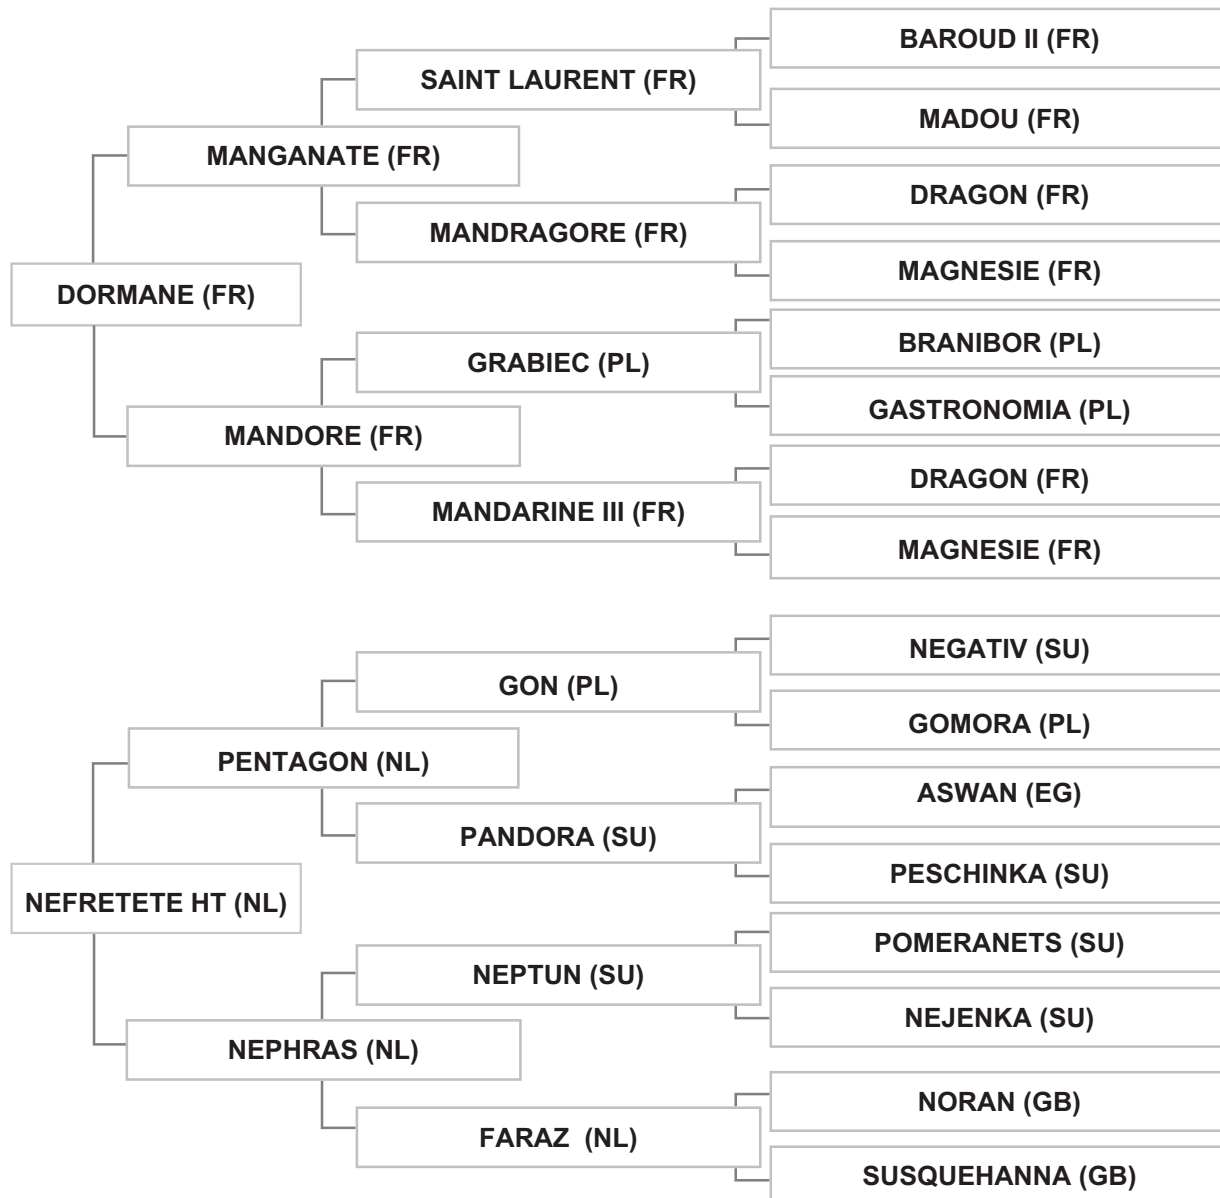 BAROUD II (FR)
SAINT LAURENT (FR)
MADOU (FR)
MANGANATE (FR)
DRAGON (FR)
MANDRAGORE (FR)
MAGNESIE (FR)
DORMANE (FR)
BRANIBOR (PL)
GRABIEC (PL)
GASTRONOMIA (PL)
MANDORE (FR)
DRAGON (FR)
MANDARINE III (FR)
MAGNESIE (FR)
NEGATIV (SU)
GON (PL)
GOMORA (PL)
PENTAGON (NL)
ASWAN (EG)
PANDORA (SU)
PESCHINKA (SU)
NEFRETETE HT (NL)
POMERANETS (SU)
NEPTUN (SU)
NEJENKA (SU)
NEPHRAS (NL)
NORAN (GB)
FARAZ (NL)
SUSQUEHANNA (GB)